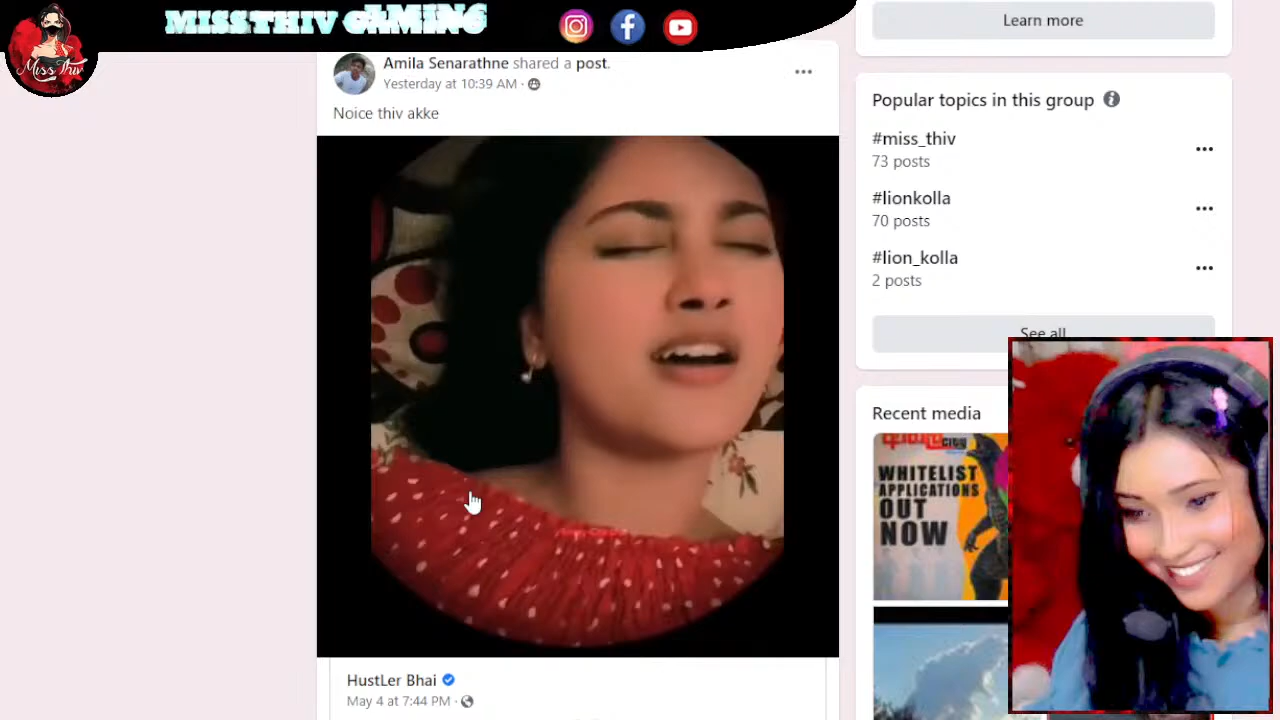 MISSTHIV GAMING
Miss Thiv
Amila Senarathne shared a post.
Yesterday at 10:39 AM
Noice thiv akke
HustLer Bhai
May 4 at 7:44 PM
Learn more
Popular topics in this group
#miss_thiv
73 posts
#lionkolla
70 posts
#lion_kolla
2 posts
See all
Recent media
city
WHITELIST
APPLICATIONS
OUT
NOW